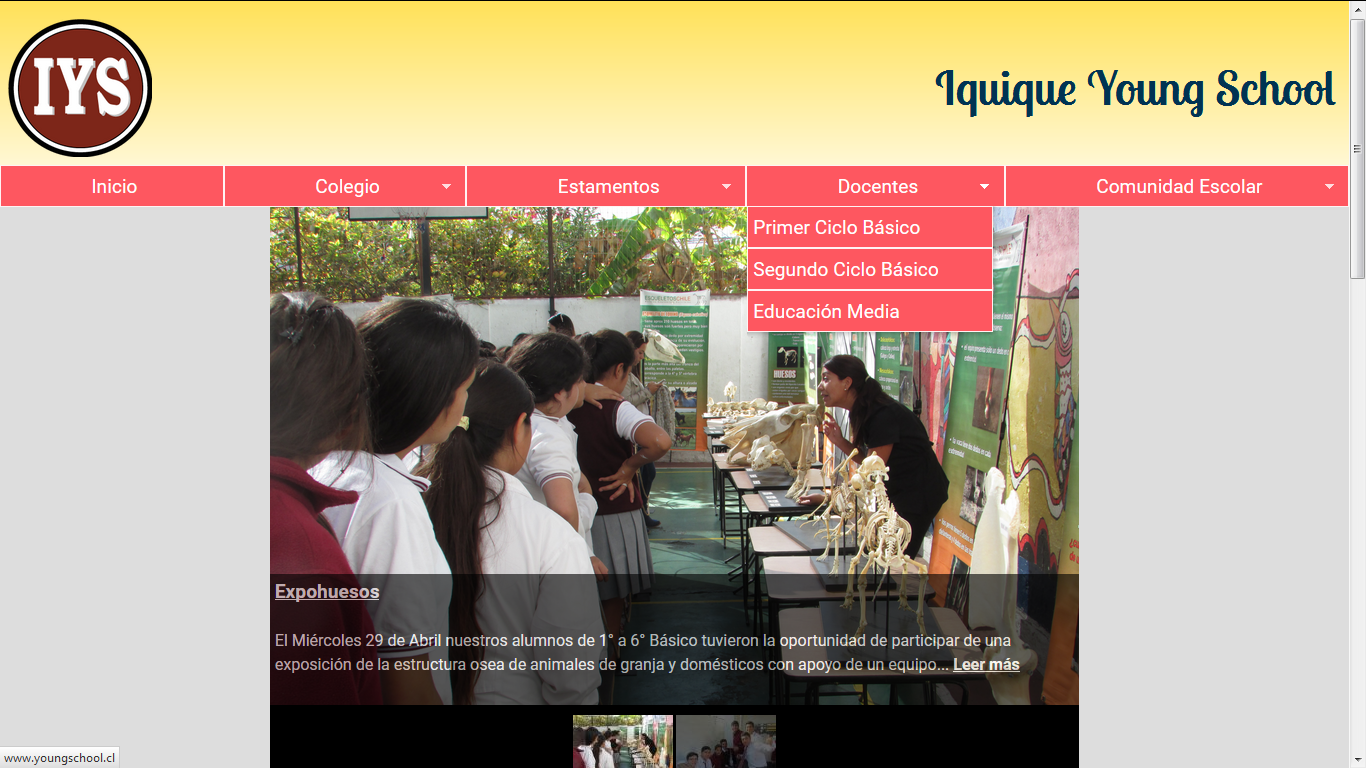 IYS
Iquique Young School
Inicio
Colegio
Estamentos
Docentes
Comunidad Escolar
Primer Ciclo Básico
Segundo Ciclo Básico
Educación Media
ESQUELETOSCHILE
HUESOS
Expohuesos
El Miércoles 29 de Abril nuestros alumnos de 1° a 6° Básico tuvieron la oportunidad de participar de una
exposición de la estructura osea de animales de granja y domésticos con apoyo de un equipo... Leer más
www.youngschool.cl